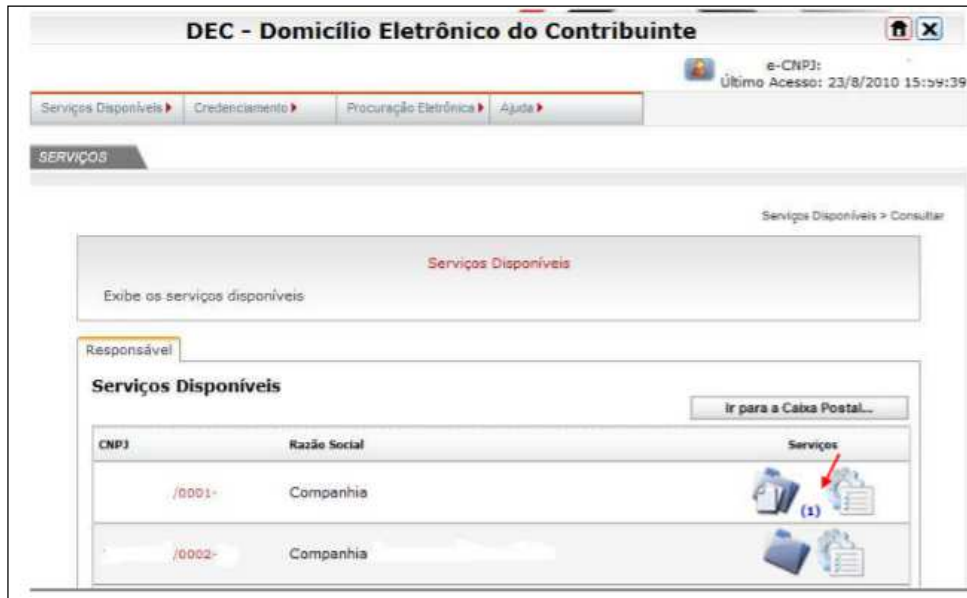 DEC - Domicílio Eletrônico do Contribuinte
e-CNPJ:
Último Acesso: 23/8/2010 15:59:39
Serviços Disponíveis Credenciamento Procuração Eletrônica Ajuda
SERVIÇOS
Serviços Disponíveis > Consultar
Serviços Disponíveis
Exibe os serviços disponíveis
Responsável
Serviços Disponíveis
Ir para a Caixa Postal...
CNPJ Razão Social Serviços
/0001- Companhia (1)
/0002- Companhia